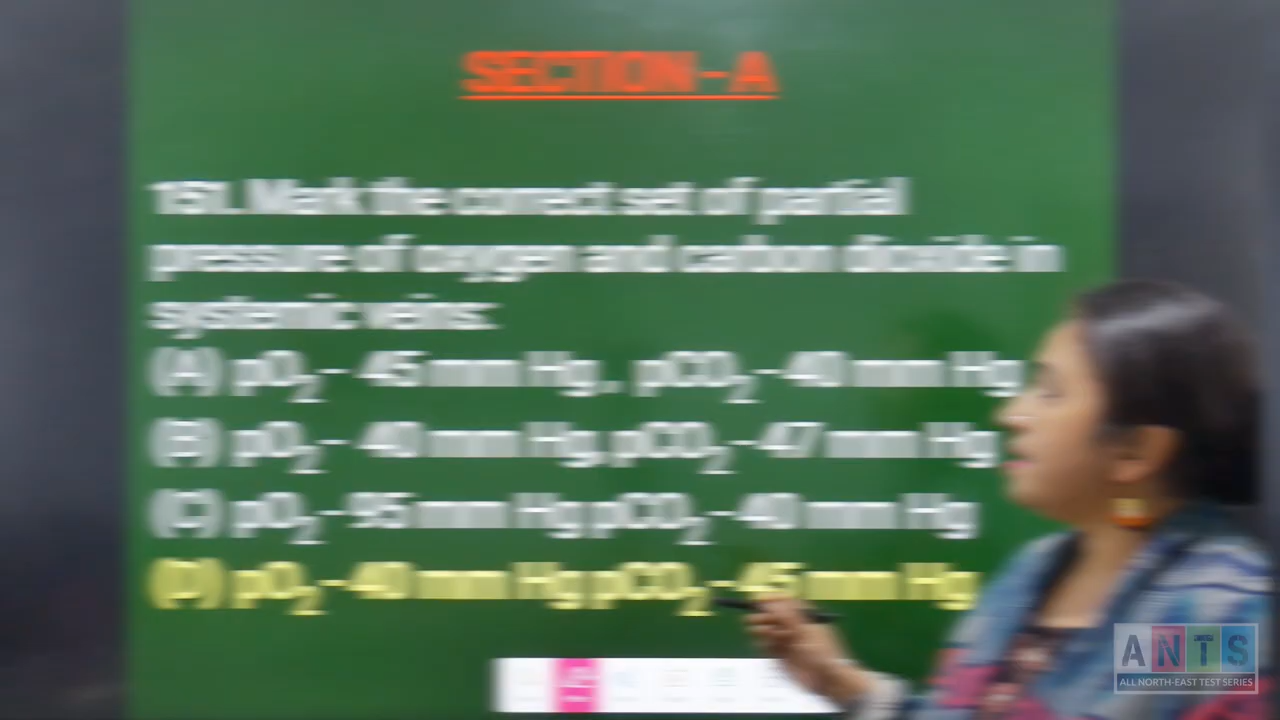 SECTION-A
151. Mark the correct set of partial
pressure of oxygen and carbon dioxide in
systemic veins:
(A) pO₂- 45 mm Hg, pCO₂-40 mm Hg
(B) pO₂- 40 mm Hg, pCO₂-47 mm Hg
(C) pO₂-95 mm Hg pCO₂-40 mm Hg
(D) pO₂-40 mm Hg pCO₂-45 mm Hg
ANTS
ALL NORTH-EAST TEST SERIES